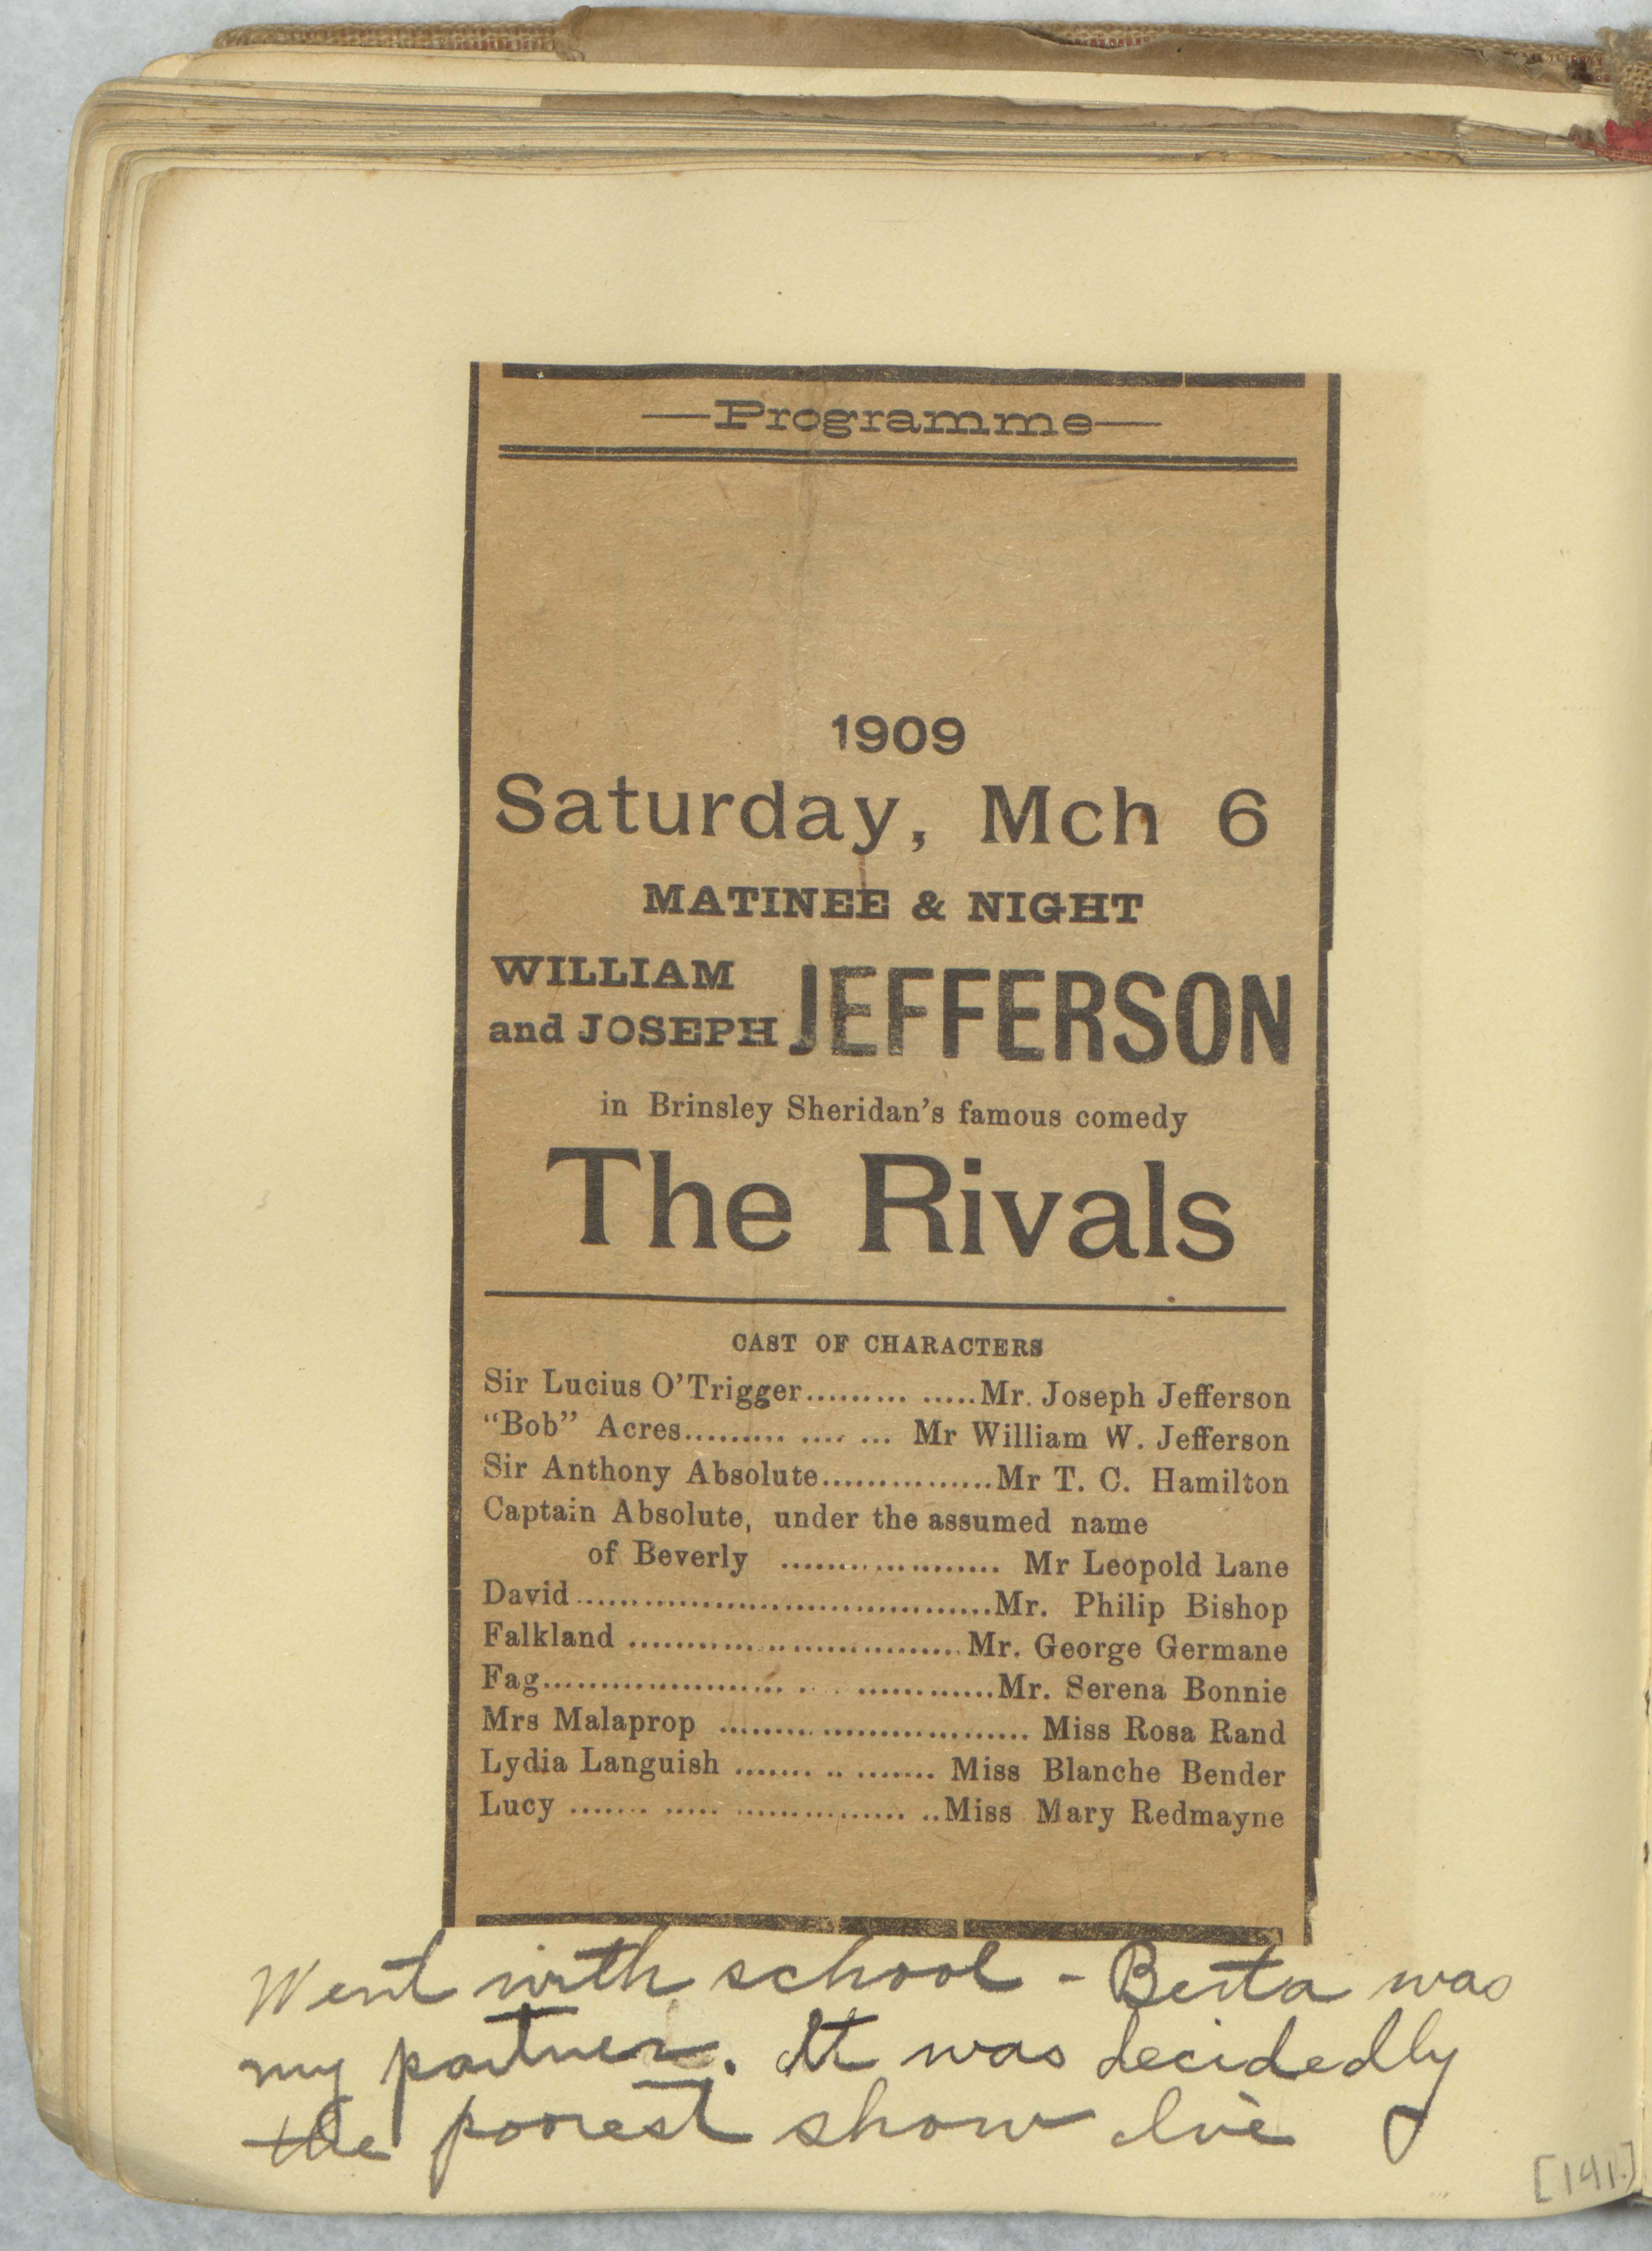 —Programme—
1909
Saturday, Mch 6
MATINEE & NIGHT
WILLIAM
and JOSEPH JEFFERSON
in Brinsley Sheridan's famous comedy
The Rivals
CAST OF CHARACTERS
Sir Lucius O'Trigger......... .....Mr. Joseph Jefferson
"Bob" Acres......... .... ... Mr William W. Jefferson
Sir Anthony Absolute...............Mr T. C. Hamilton
Captain Absolute, under the assumed name
of Beverly ................... Mr Leopold Lane
David.....................................Mr. Philip Bishop
Falkland ..............................Mr. George Germane
Fag...................... . . ............Mr. Serena Bonnie
Mrs Malaprop ............................ Miss Rosa Rand
Lydia Languish ....... .. ....... Miss Blanche Bender
Lucy ....... ..... ............... ..Miss Mary Redmayne
Went with school - Berta was
my partner. It was decidedly
the poorest show I've
[141.]